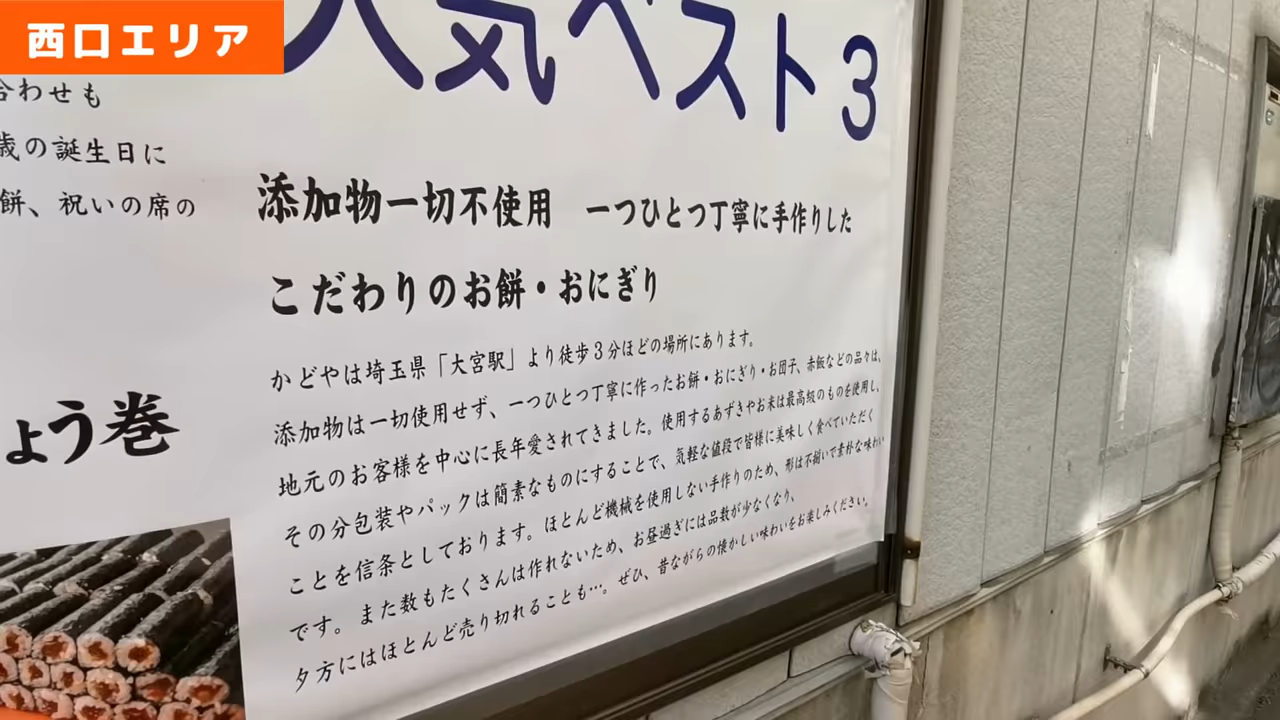 西口エリア
人気ベスト3
合わせも
歳の誕生日に
餅、祝いの席の
ょう巻
添加物一切不使用　一つひとつ丁寧に手作りした
こだわりのお餅・おにぎり
かどやは埼玉県「大宮駅」より徒歩3分ほどの場所にあります。
添加物は一切使用せず、一つひとつ丁寧に作ったお餅・おにぎり・お団子、赤飯などの品々は、
地元のお客様を中心に長年愛されてきました。使用するあずきやお米は最高級のものを使用し、
その分包装やパックは簡素なものにすることで、気軽な値段で皆様に美味しく食べていただく
ことを信条としております。ほとんど機械を使用しない手作りのため、形は不揃いで素朴な味わい
です。また数もたくさんは作れないため、お昼過ぎには品数が少なくなり、
夕方にはほとんど売り切れることも…。ぜひ、昔ながらの懐かしい味わいをお楽しみください。